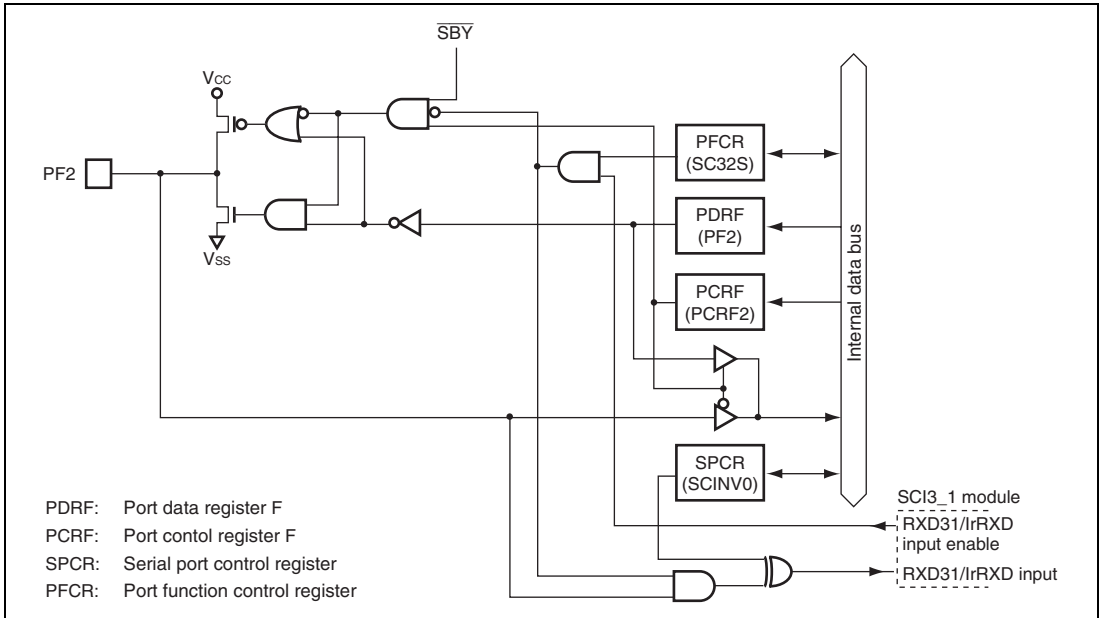 SBY
Vcc
PF2
Vss
PFCR
(SC32S)
PDRF
(PF2)
PCRF
(PCRF2)
Internal data bus
SPCR
(SCINV0)
SCI3_1 module
RXD31/IrRXD
input enable
RXD31/IrRXD input
PDRF: Port data register F
PCRF: Port contol register F
SPCR: Serial port control register
PFCR: Port function control register